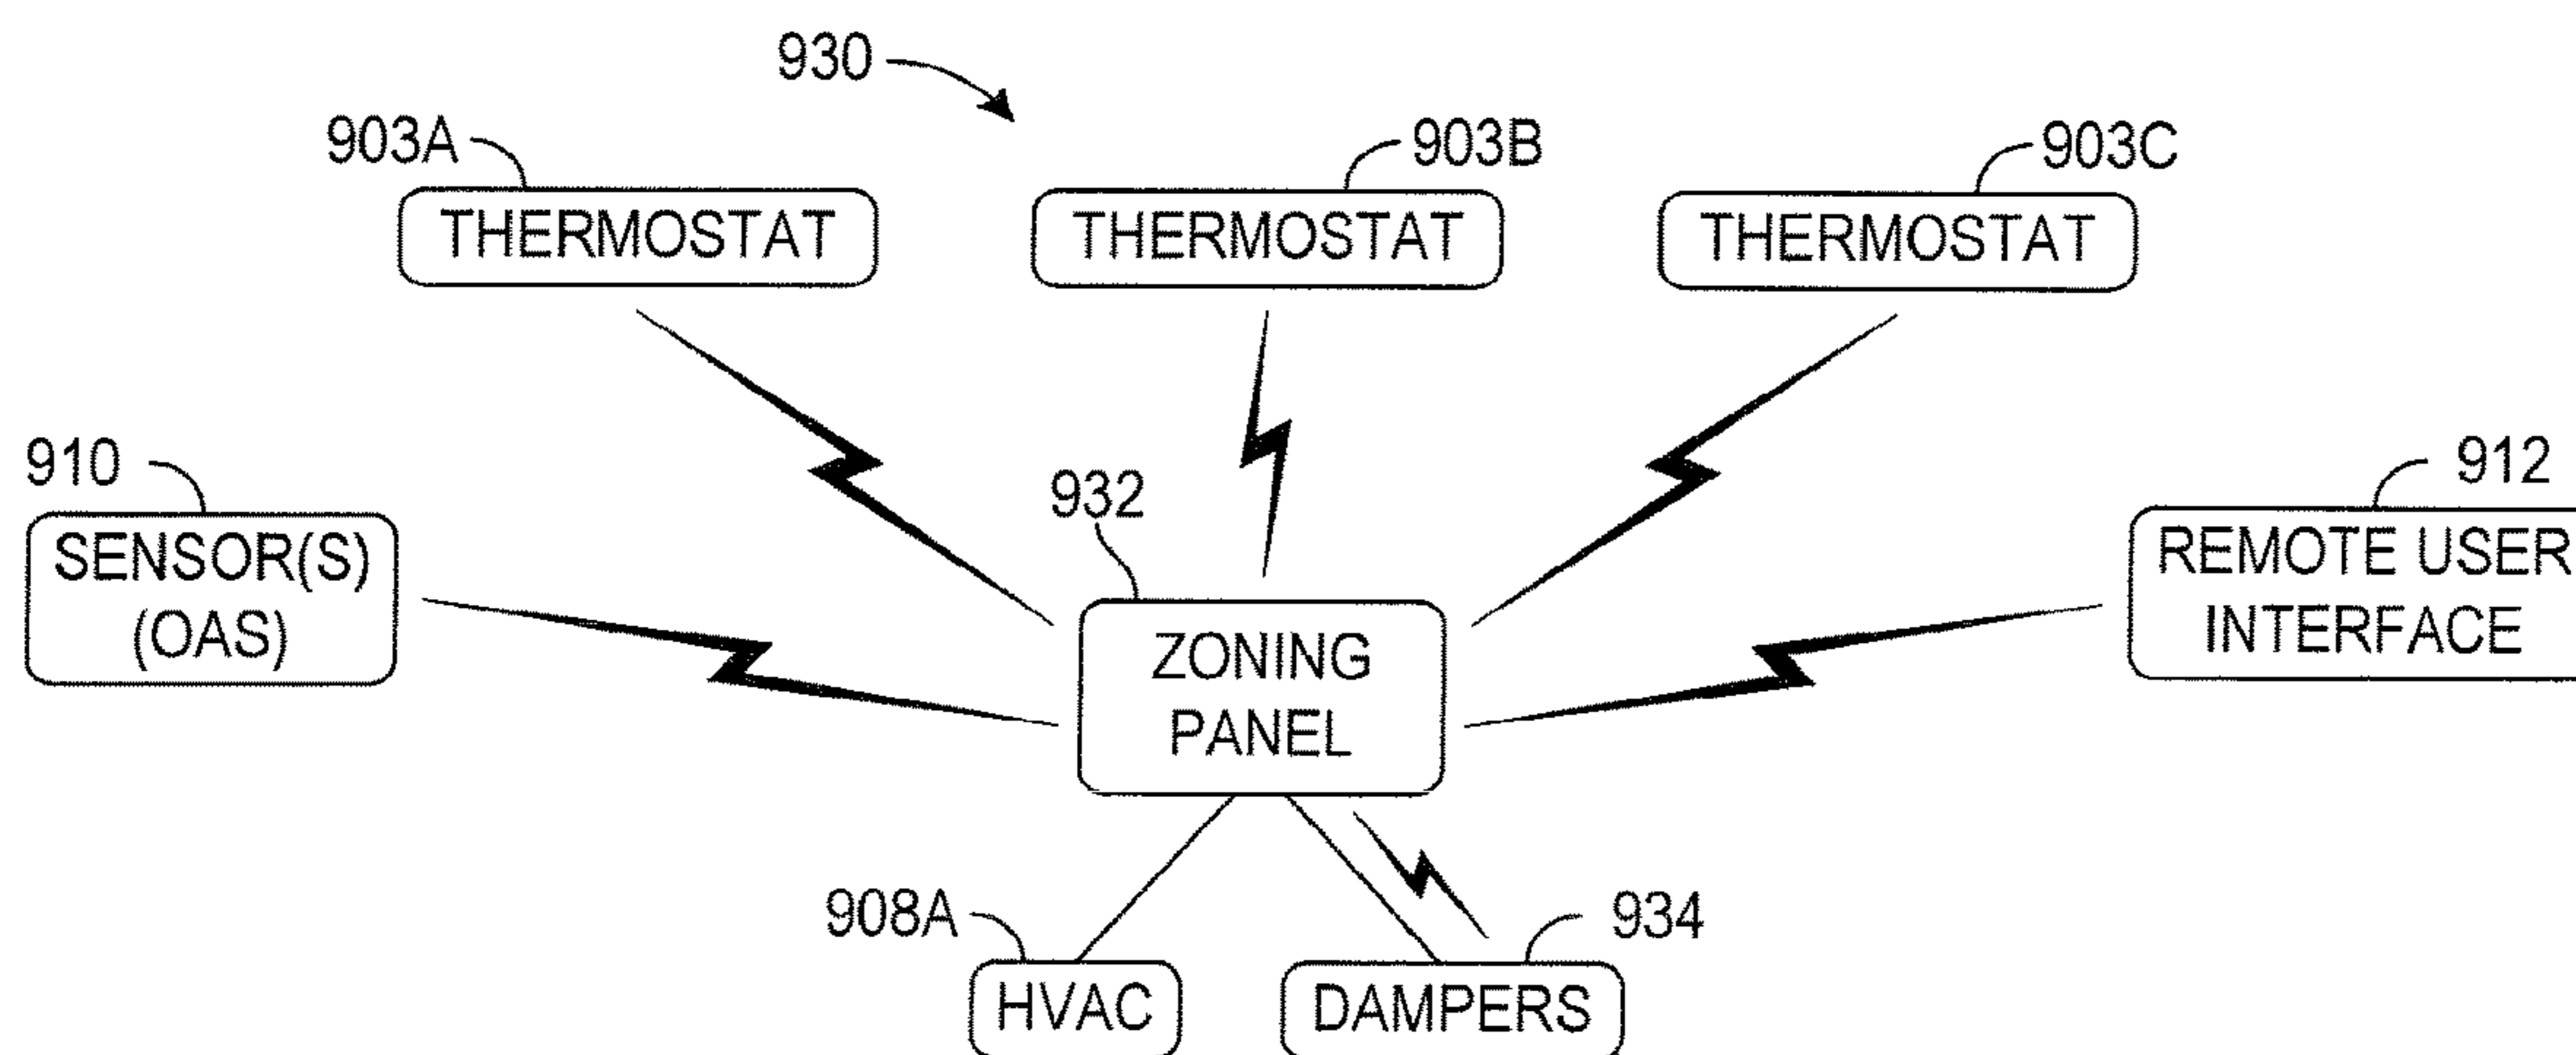 930
903A
903B
903C
THERMOSTAT
THERMOSTAT
THERMOSTAT
910
932
912
SENSOR(S)
(OAS)
ZONING
PANEL
REMOTE USER
INTERFACE
908A
934
HVAC
DAMPERS